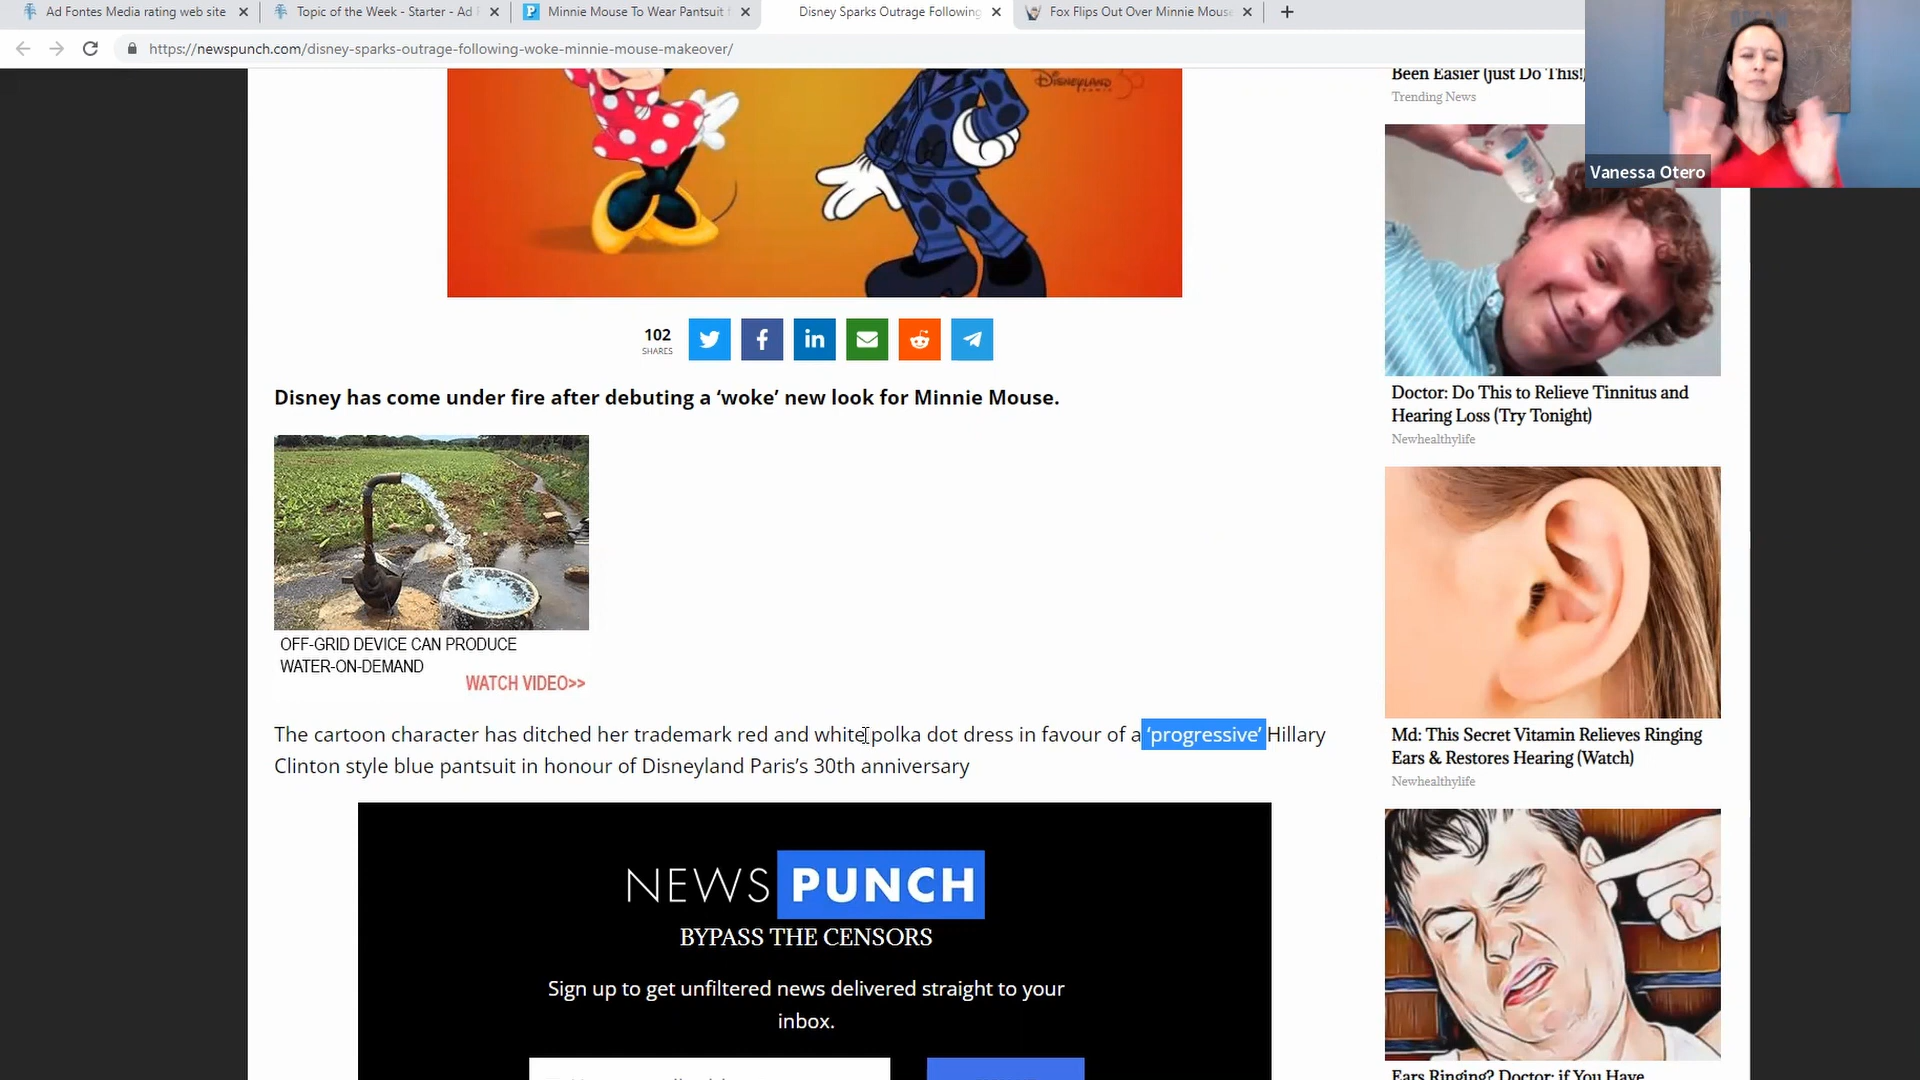 Ad Fontes Media rating web site
Topic of the Week - Starter - Ad F
Minnie Mouse To Wear Pantsuit f
Disney Sparks Outrage Following
Fox Flips Out Over Minnie Mouse
https://newspunch.com/disney-sparks-outrage-following-woke-minnie-mouse-makeover/
Disneyland 30
Been Easier (just Do This!)
Trending News
Vanessa Otero
102
SHARES
Disney has come under fire after debuting a ‘woke’ new look for Minnie Mouse.
Doctor: Do This to Relieve Tinnitus and
Hearing Loss (Try Tonight)
Newhealthylife
OFF-GRID DEVICE CAN PRODUCE
WATER-ON-DEMAND
WATCH VIDEO>>
The cartoon character has ditched her trademark red and white polka dot dress in favour of a ‘progressive’ Hillary
Clinton style blue pantsuit in honour of Disneyland Paris’s 30th anniversary
Md: This Secret Vitamin Relieves Ringing
Ears & Restores Hearing (Watch)
Newhealthylife
NEWS PUNCH
BYPASS THE CENSORS
Sign up to get unfiltered news delivered straight to your
inbox.
Ears Ringing? Doctor: if You Have